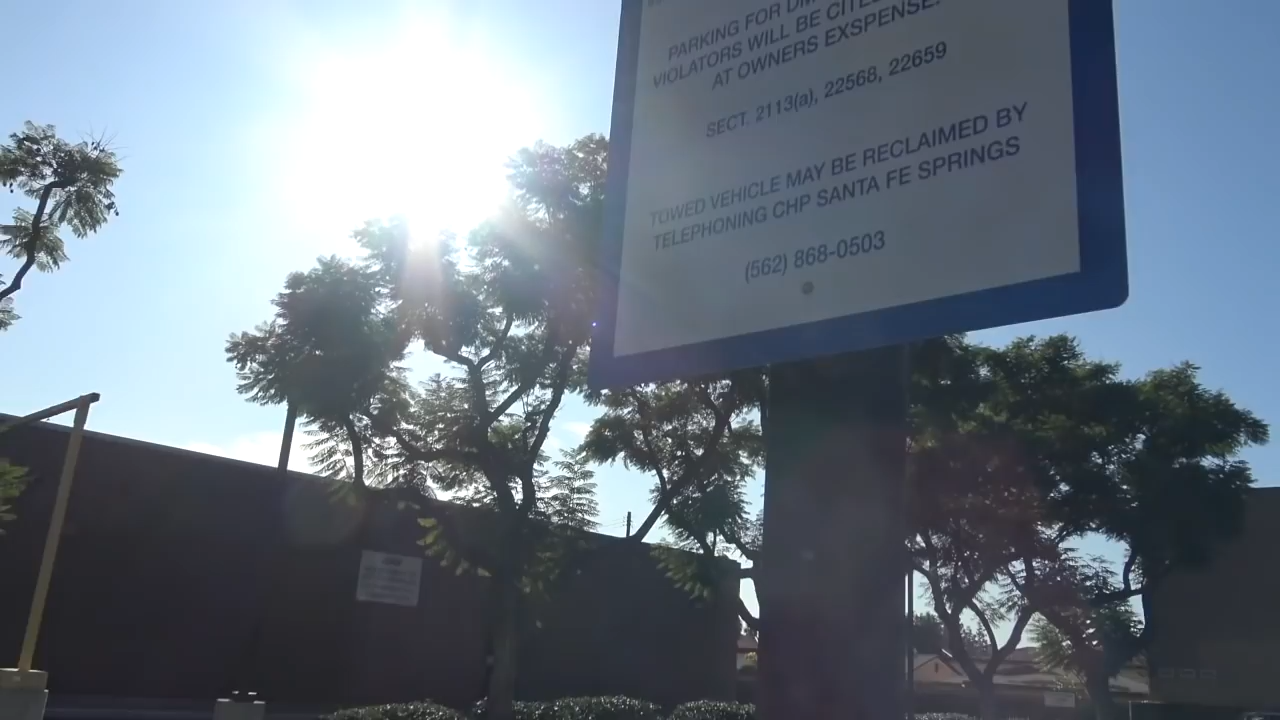 PARKING FOR DM
VIOLATORS WILL BE CITED
AT OWNERS EXSPENSE.
SECT. 2113(a), 22568, 22659
TOWED VEHICLE MAY BE RECLAIMED BY
TELEPHONING CHP SANTA FE SPRINGS
(562) 868-0503